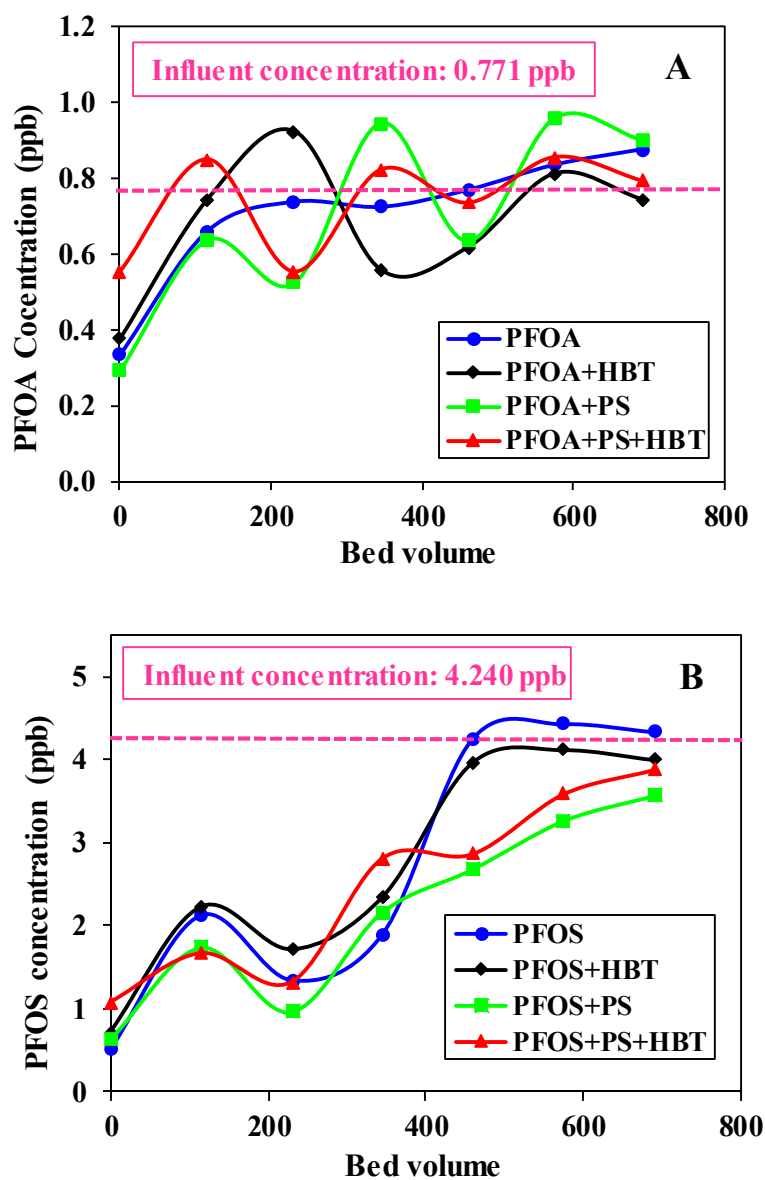 1.2
1.0
0.8
0.6
0.4
0.2
0.0
PFOA Cocentration (ppb)
Influent concentration: 0.771 ppb
A
PFOA
PFOA+HBT
PFOA+PS
PFOA+PS+HBT
0 200 400 600 800
Bed volume
5
4
3
2
1
0
PFOS concentration (ppb)
Influent concentration: 4.240 ppb
B
PFOS
PFOS+HBT
PFOS+PS
PFOS+PS+HBT
0 200 400 600 800
Bed volume